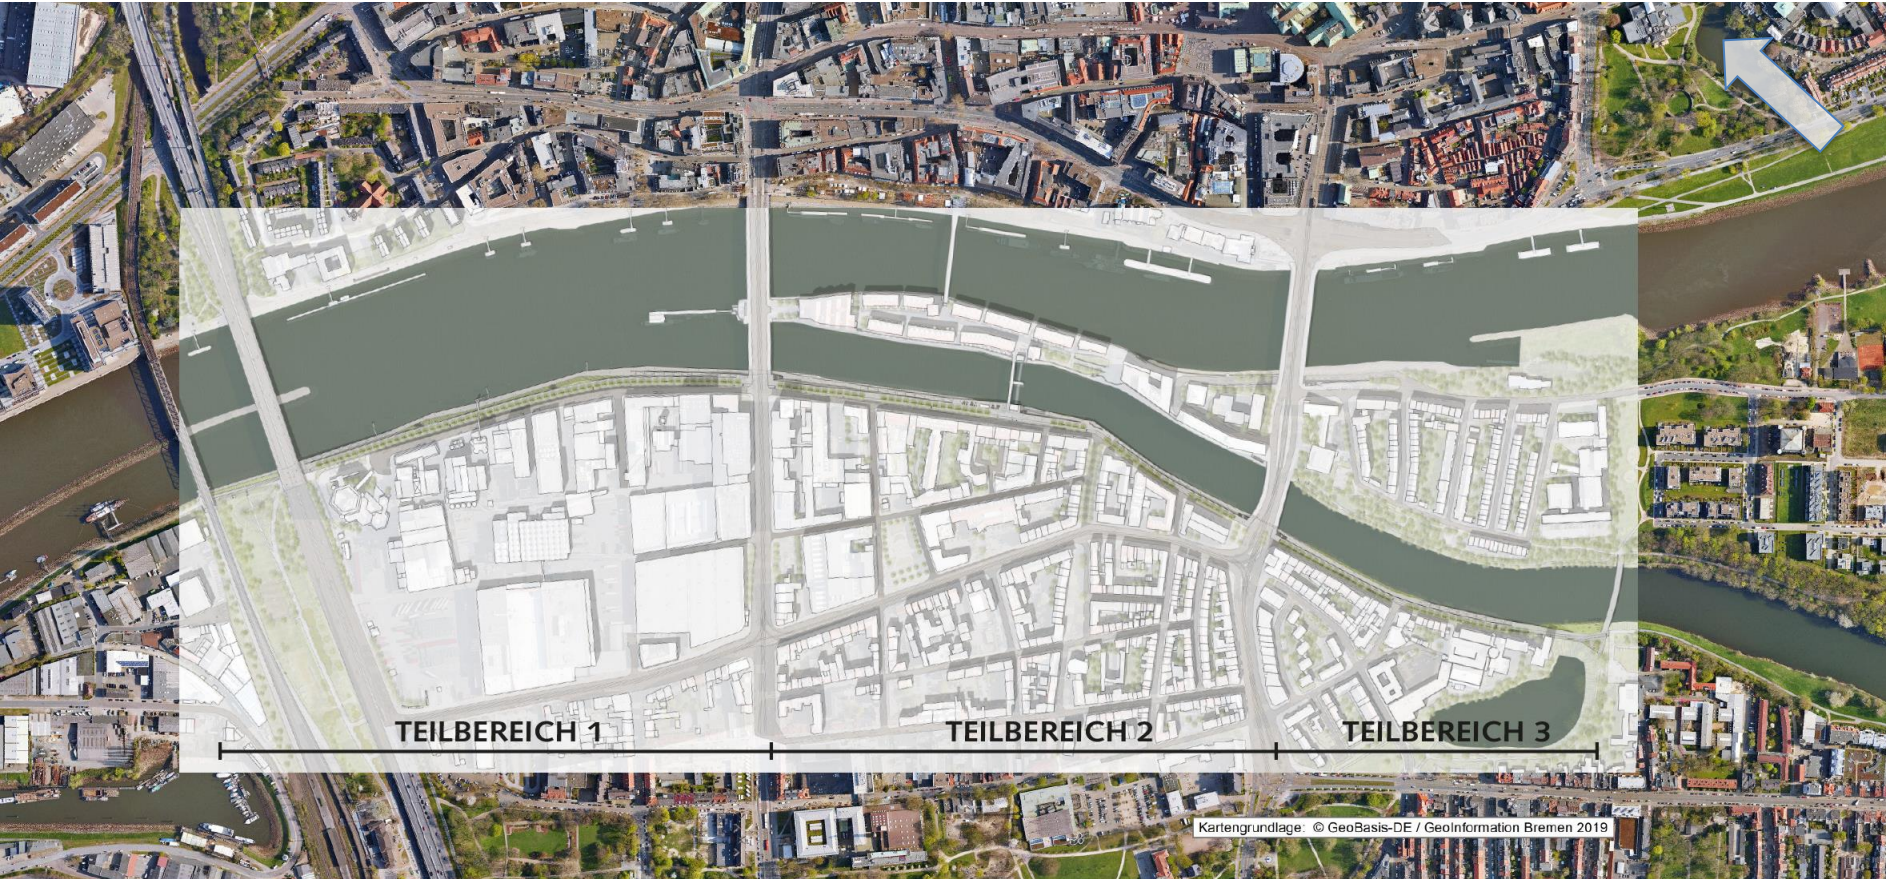 TEILBEREICH 1
TEILBEREICH 2
TEILBEREICH 3
Kartengrundlage: © GeoBasis-DE / GeoInformation Bremen 2019